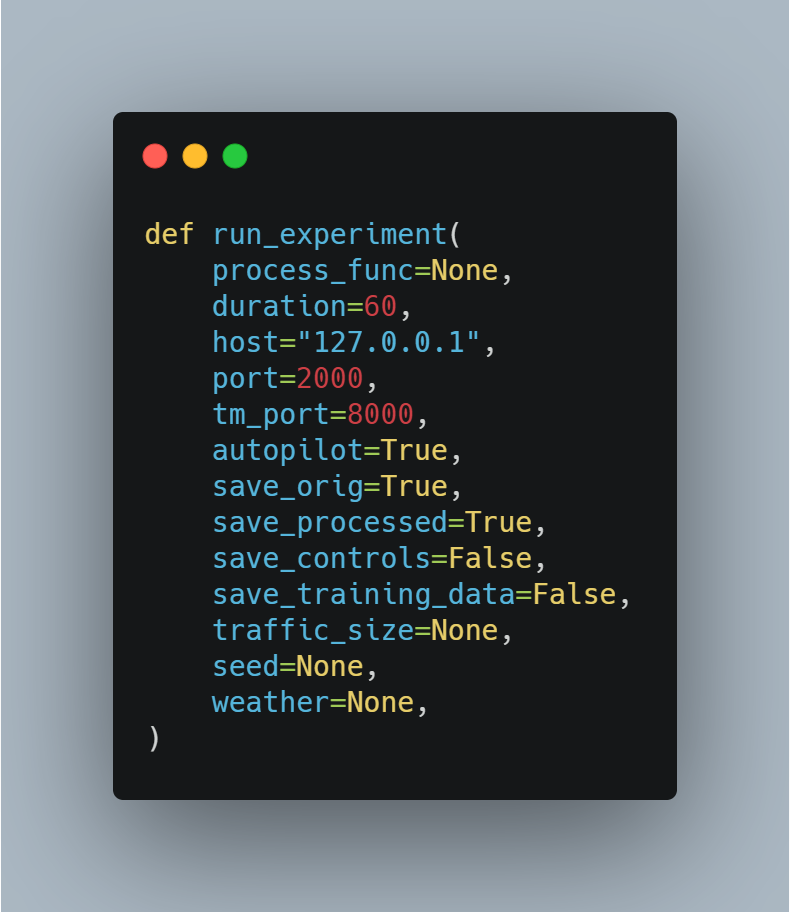 def run_experiment(
    process_func=None,
    duration=60,
    host="127.0.0.1",
    port=2000,
    tm_port=8000,
    autopilot=True,
    save_orig=True,
    save_processed=True,
    save_controls=False,
    save_training_data=False,
    traffic_size=None,
    seed=None,
    weather=None,
)